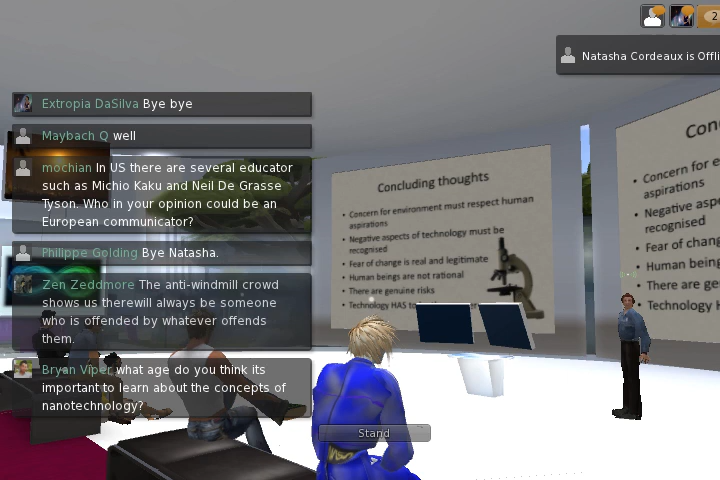 2
Natasha Cordeaux is Offli
Extropia DaSilva Bye bye
Maybach Q well
mochian In US there are several educator
such as Michio Kaku and Neil De Grasse
Tyson. Who in your opinion could be an
European communicator?
Philippe Golding Bye Natasha.
Zen Zeddmore The anti-windmill crowd
shows us therewill always be someone
who is offended by whatever offends
them.
Bryan Viper what age do you think its
important to learn about the concepts of
nanotechnology?
Concluding thoughts
• Concern for environment must respect human
aspirations
• Negative aspects of technology must be
recognised
• Fear of change is real and legitimate
• Human beings are not rational
• There are genuine risks
• Technology HAS to
Con
• Concern for e
aspirations
• Negative aspe
recognised
• Fear of chang
• Human being
• There are gen
• Technology H
Stand